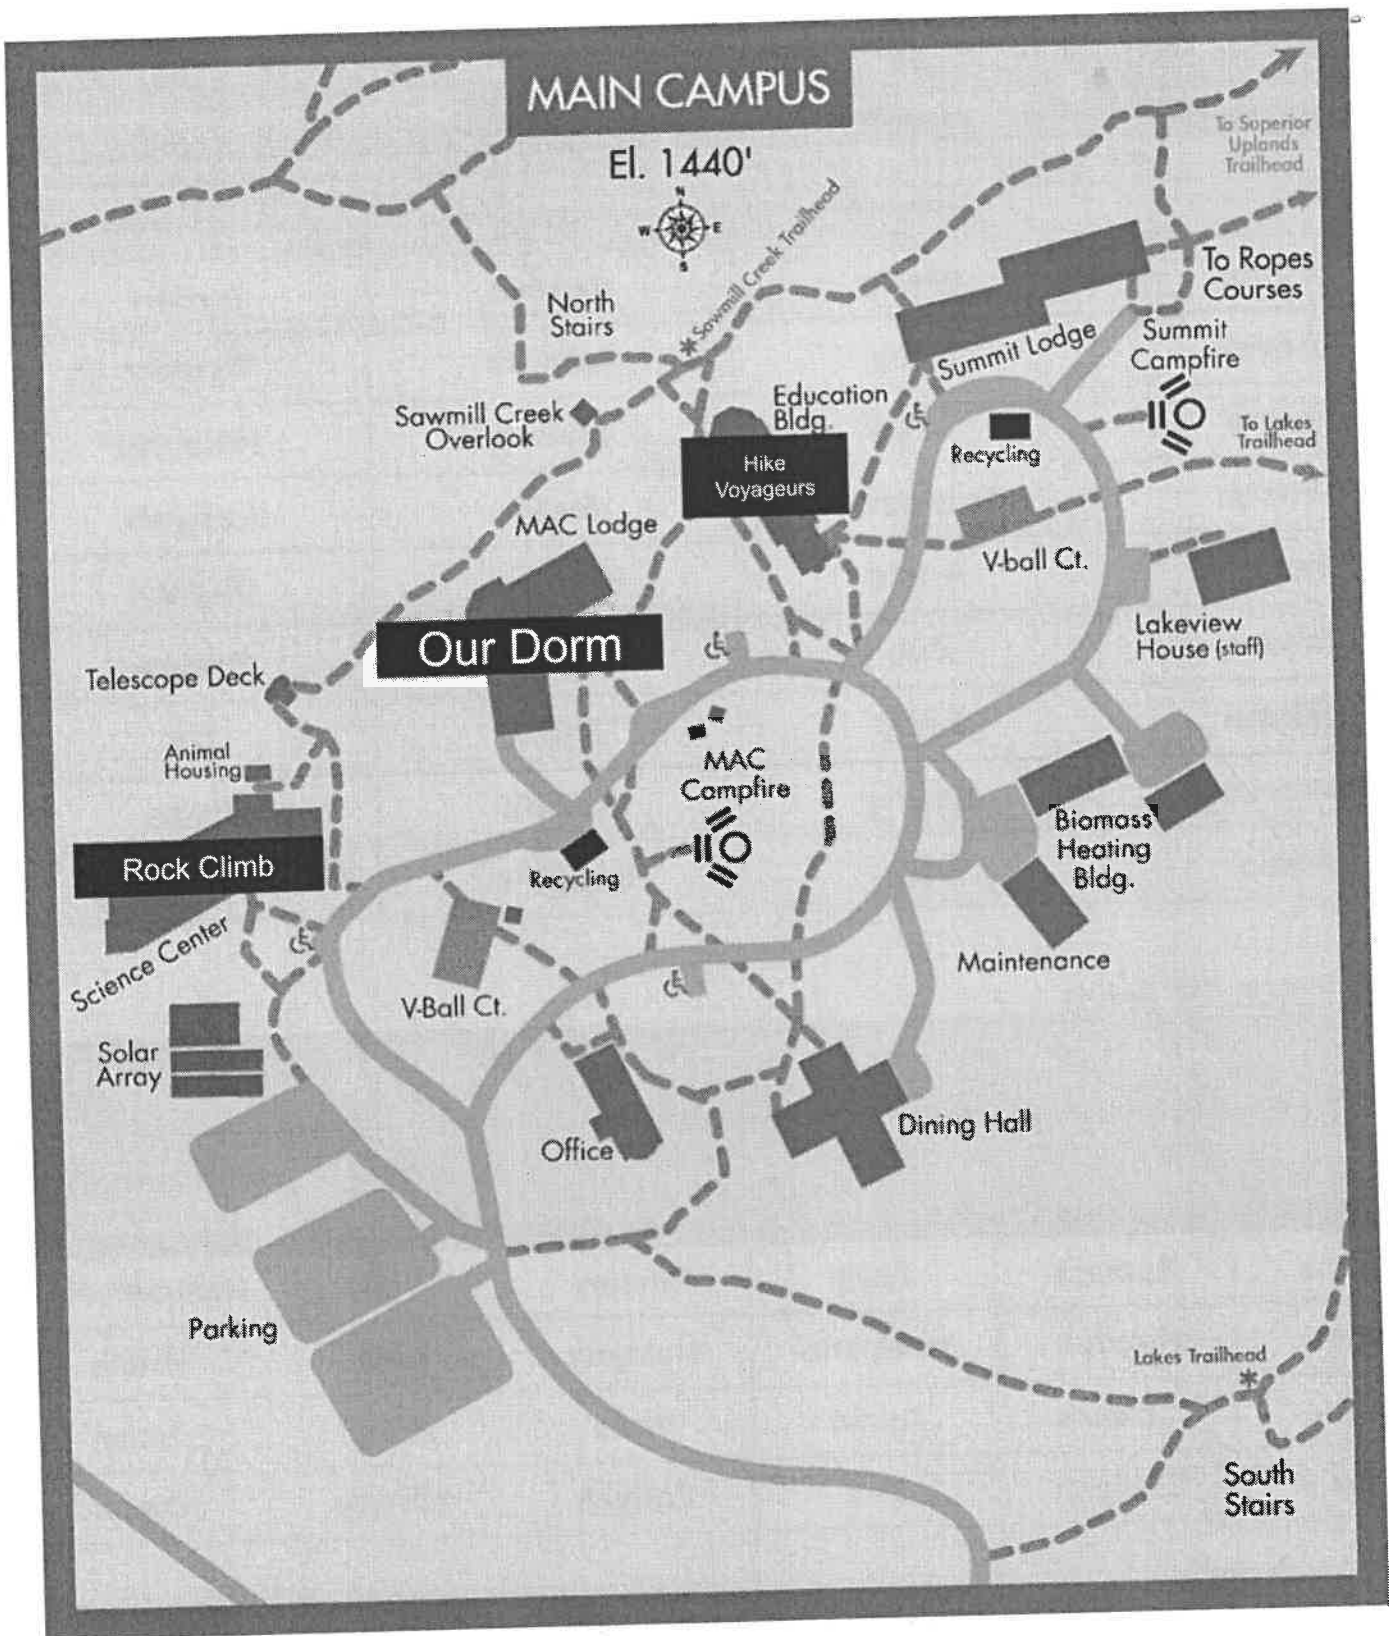 MAIN CAMPUS
El. 1440'
N
W
E
S
To Superior
Uplands
Trailhead
Sawmill Creek Trailhead
To Ropes
Courses
North
Stairs
Summit Lodge
Summit
Campfire
Education
Bldg.
Sawmill Creek
Overlook
Recycling
To Lakes
Trailhead
Hike
Voyageurs
MAC Lodge
V-ball Ct.
Our Dorm
Lakeview
House (staff)
Telescope Deck
Animal
Housing
MAC
Campfire
Biomass
Heating
Bldg.
Rock Climb
Recycling
Science Center
Maintenance
V-Ball Ct.
Solar
Array
Office
Dining Hall
Parking
Lakes Trailhead
South
Stairs